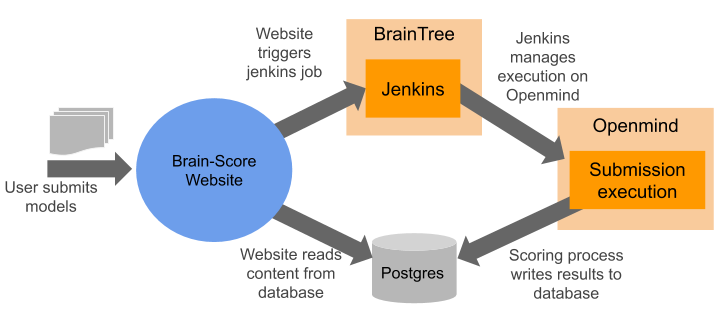 Website
triggers
jenkins job
BrainTree
Jenkins
Jenkins
manages
execution on
Openmind
Openmind
Submission
execution
Brain-Score
Website
User submits
models
Website reads
content from
database
Postgres
Scoring process
writes results to
database